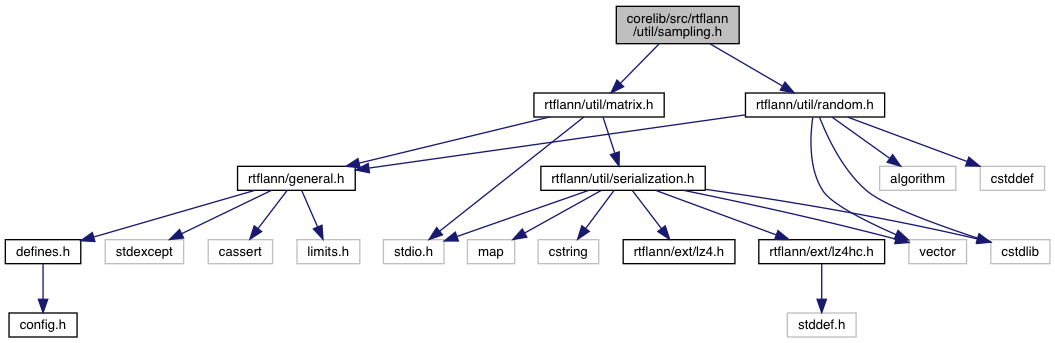 corelib/src/rtflann
/util/sampling.h
rtflann/util/matrix.h
rtflann/util/random.h
rtflann/general.h
rtflann/util/serialization.h
algorithm
cstddef
defines.h
stdexcept
cassert
limits.h
stdio.h
map
cstring
rtflann/ext/lz4.h
rtflann/ext/lz4hc.h
vector
cstdlib
config.h
stddef.h